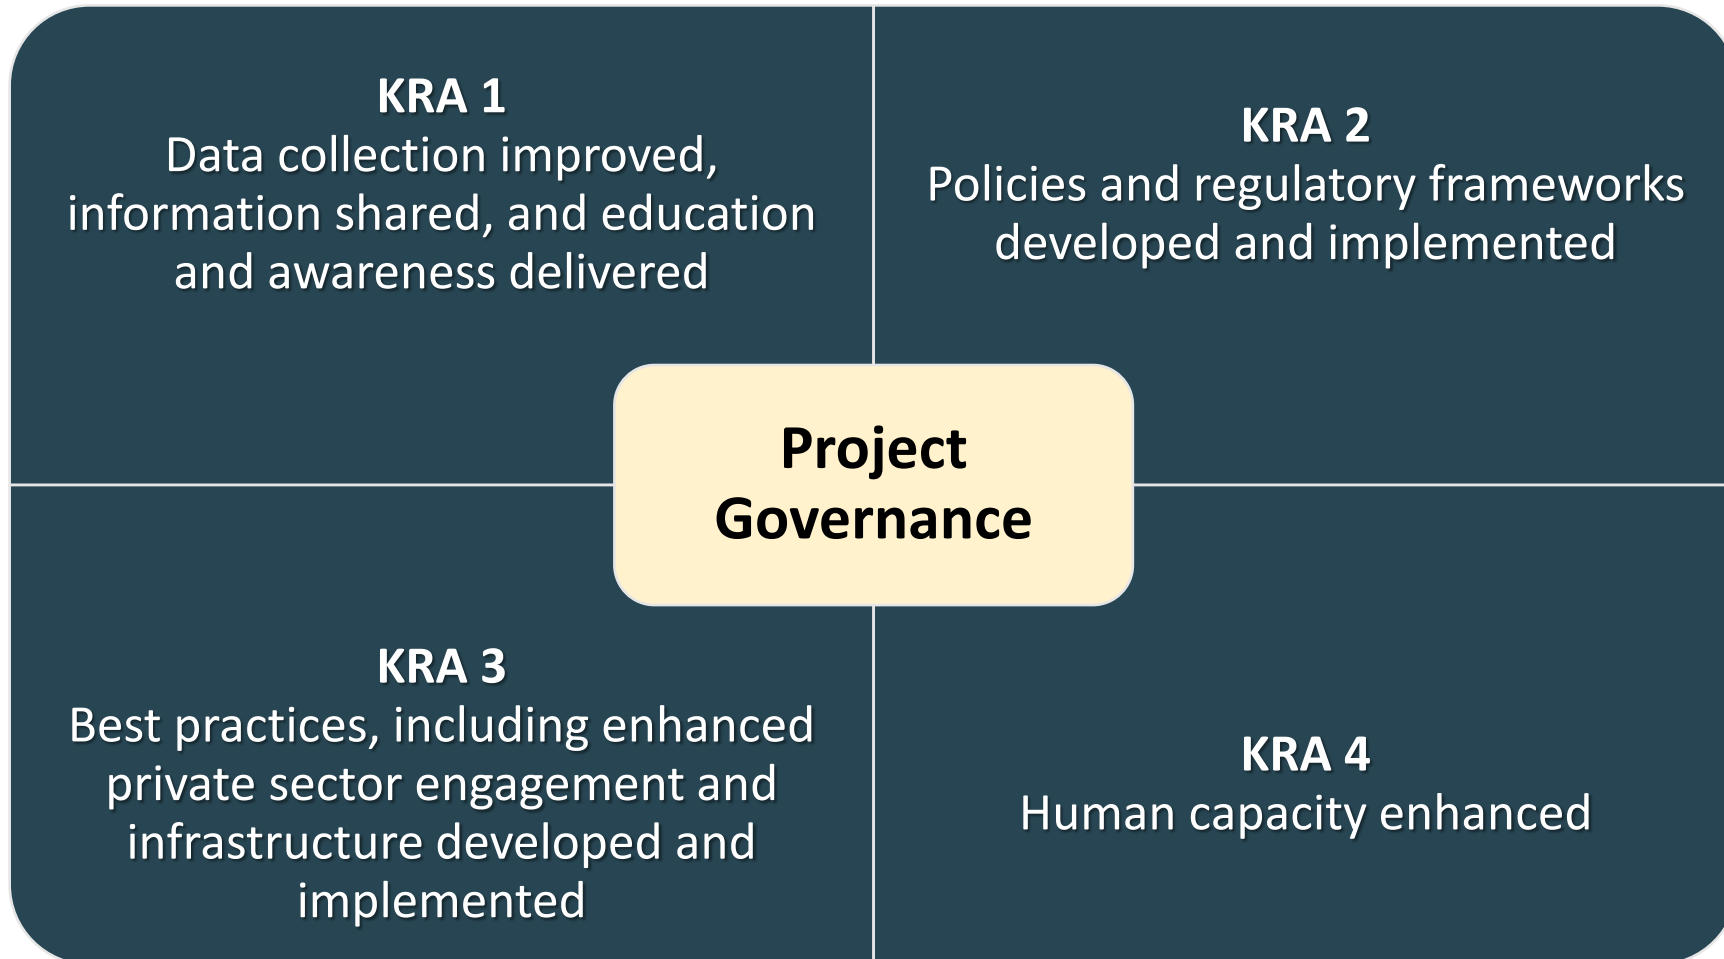 KRA 1
Data collection improved,
information shared, and education
and awareness delivered
KRA 2
Policies and regulatory frameworks
developed and implemented
Project
Governance
KRA 3
Best practices, including enhanced
private sector engagement and
infrastructure developed and
implemented
KRA 4
Human capacity enhanced